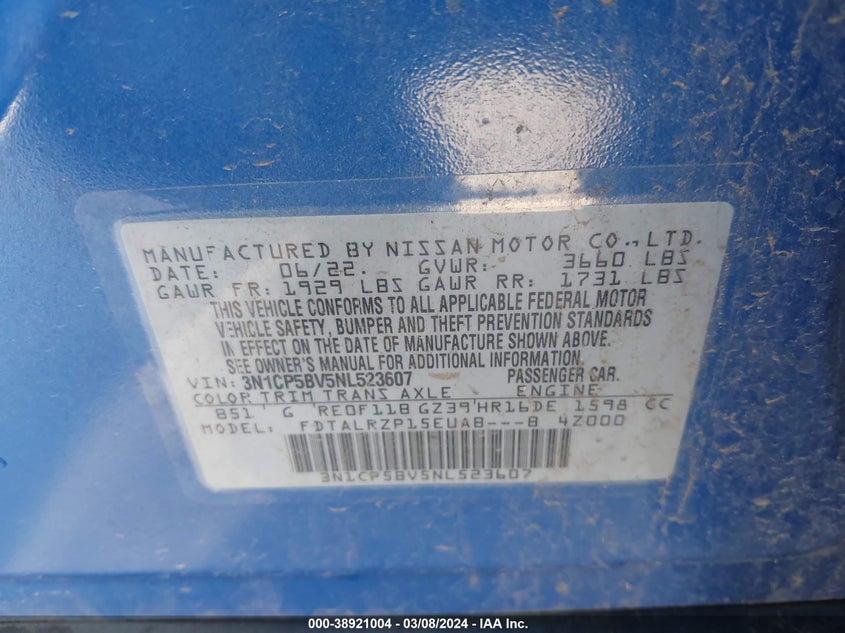 MANUFACTURED BY NISSAN MOTOR CO., LTD.
DATE: 06/22. GVWR: 3660 LBS
GAWR FR: 1929 LBS GAWR RR: 1731 LBS
THIS VEHICLE CONFORMS TO ALL APPLICABLE FEDERAL MOTOR
VEHICLE SAFETY, BUMPER AND THEFT PREVENTION STANDARDS
IN EFFECT ON THE DATE OF MANUFACTURE SHOWN ABOVE.
SEE OWNER'S MANUAL FOR ADDITIONAL INFORMATION.
VIN: 3N1CP5BV5NL523607 PASSENGER CAR.
COLOR TRIM TRANS AXLE ENGINE
B51 G RE0F11B GZ39 HR16DE 1598 CC
MODEL: FDTALRZP15EUAB---B 4Z000
3N1CP5BV5NL523607
000-38921004 | 03/08/2024 - IAA Inc.